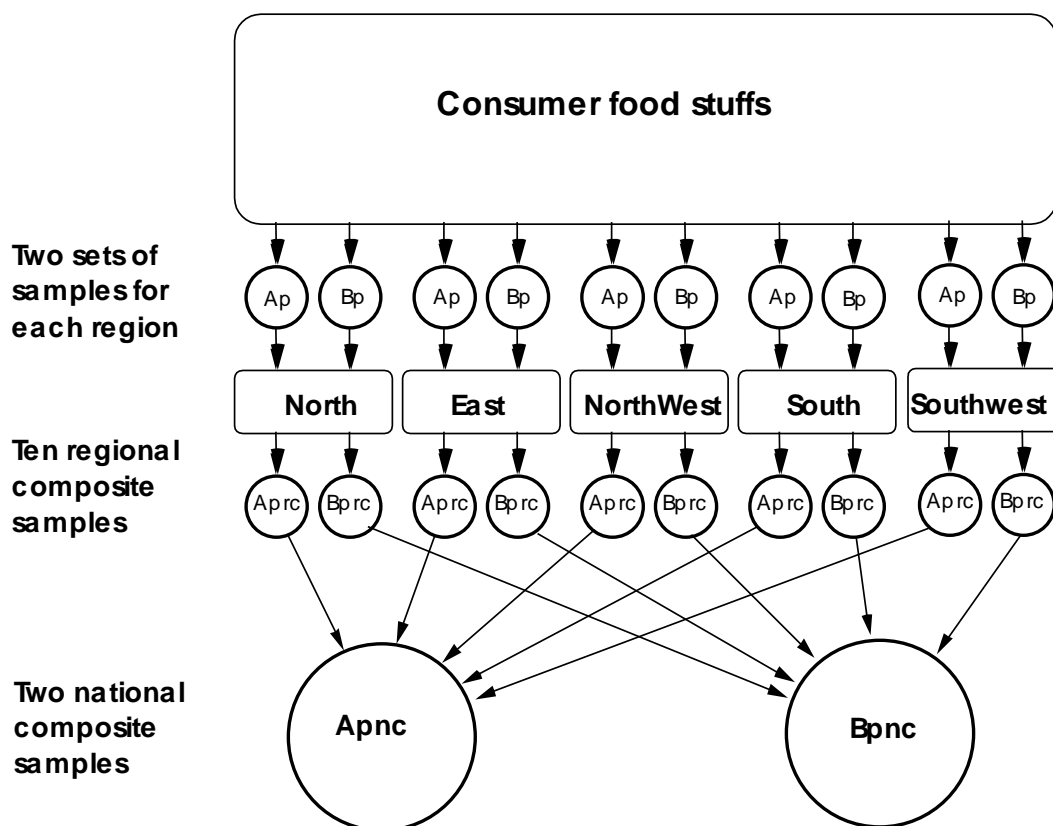 Consumer food stuffs
Two sets of
samples for
each region
Ap Bp Ap Bp Ap Bp Ap Bp Ap Bp
North East NorthWest South Southwest
Ten regional
composite
samples
Aprc Bprc Aprc Bprc Aprc Bprc Aprc Bprc Aprc Bprc
Two national
composite
samples
Apnc Bpnc